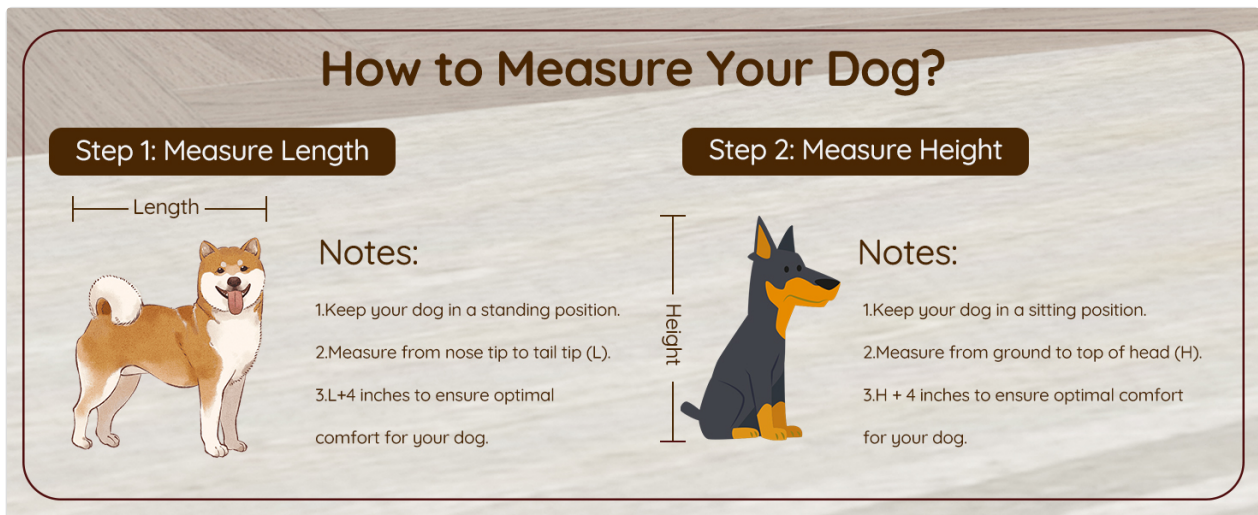 How to Measure Your Dog?
Step 1: Measure Length
Length
Notes:
1.Keep your dog in a standing position.
2.Measure from nose tip to tail tip (L).
3.L+4 inches to ensure optimal
comfort for your dog.
Step 2: Measure Height
Height
Notes:
1.Keep your dog in a sitting position.
2.Measure from ground to top of head (H).
3.H + 4 inches to ensure optimal comfort
for your dog.